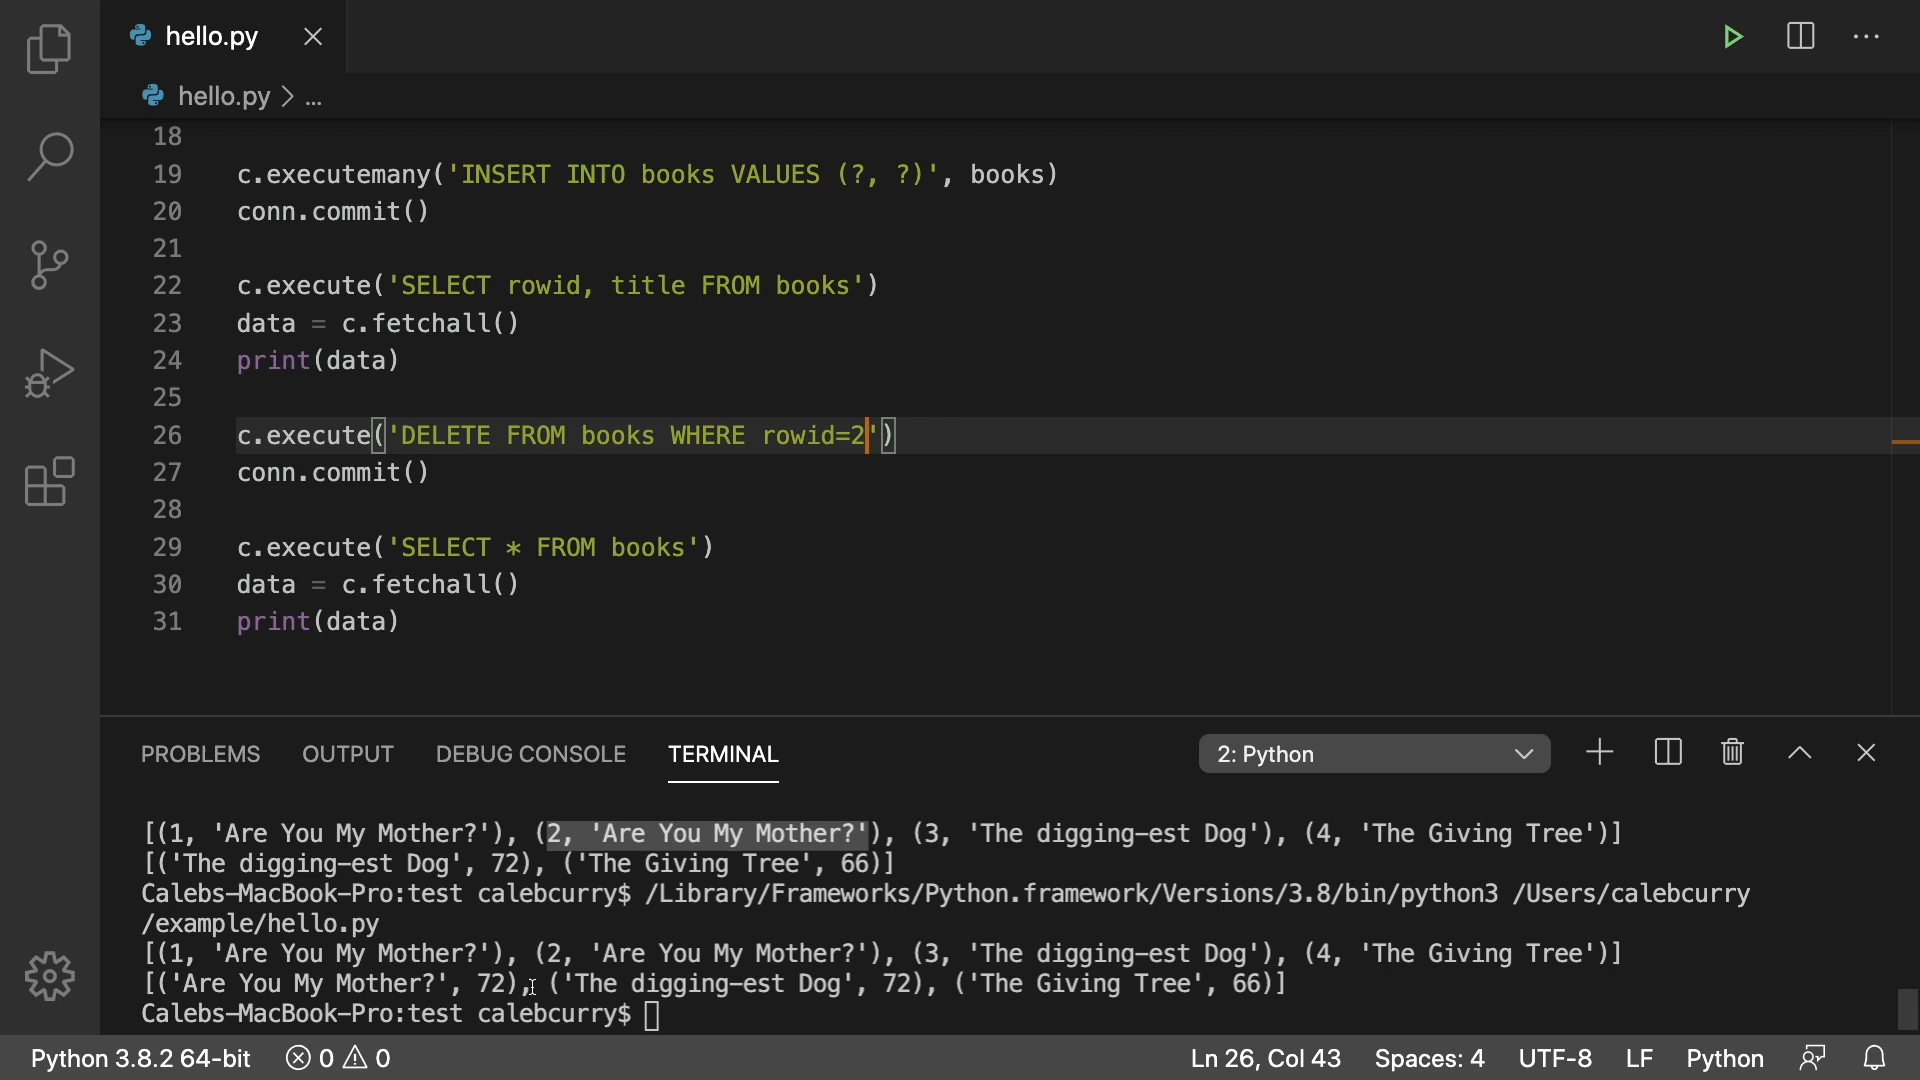 hello.py
hello.py > ...
18
19 c.executemany('INSERT INTO books VALUES (?, ?)', books)
20 conn.commit()
21
22 c.execute('SELECT rowid, title FROM books')
23 data = c.fetchall()
24 print(data)
25
26 c.execute('DELETE FROM books WHERE rowid=2')
27 conn.commit()
28
29 c.execute('SELECT * FROM books')
30 data = c.fetchall()
31 print(data)
PROBLEMS OUTPUT DEBUG CONSOLE TERMINAL 2: Python
[(1, 'Are You My Mother?'), (2, 'Are You My Mother?'), (3, 'The digging-est Dog'), (4, 'The Giving Tree')]
[('The digging-est Dog', 72), ('The Giving Tree', 66)]
Calebs-MacBook-Pro:test calebcurry$ /Library/Frameworks/Python.framework/Versions/3.8/bin/python3 /Users/calebcurry
/example/hello.py
[(1, 'Are You My Mother?'), (2, 'Are You My Mother?'), (3, 'The digging-est Dog'), (4, 'The Giving Tree')]
[('Are You My Mother?', 72), ('The digging-est Dog', 72), ('The Giving Tree', 66)]
Calebs-MacBook-Pro:test calebcurry$
Python 3.8.2 64-bit 0 0 Ln 26, Col 43 Spaces: 4 UTF-8 LF Python